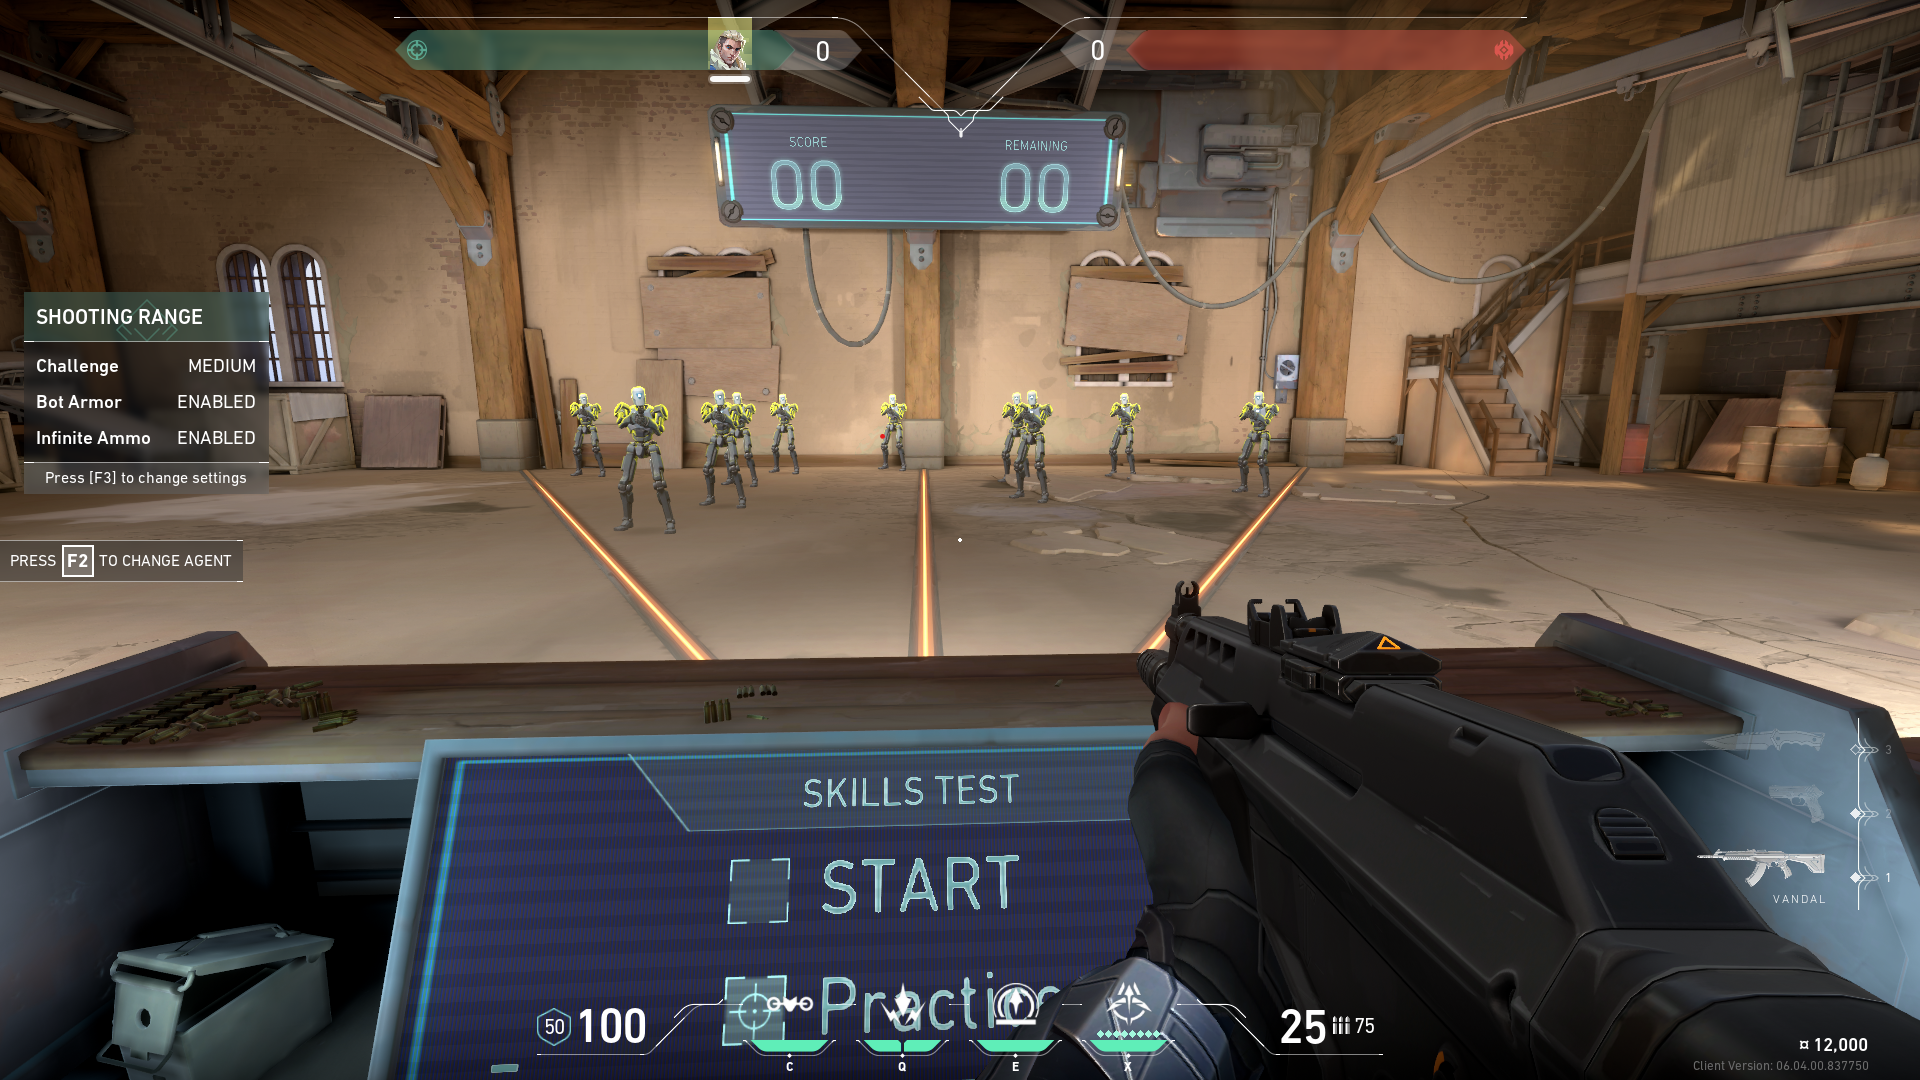 0
0
SCORE
00
REMAINING
00
SHOOTING RANGE
Challenge MEDIUM
Bot Armor ENABLED
Infinite Ammo ENABLED
Press [F3] to change settings
PRESS F2 TO CHANGE AGENT
3
2
1
VANDAL
SKILLS TEST
START
Practice
50 100
C
Q
E
X
25 75
¤ 12,000
Client Version: 06.04.00.837750